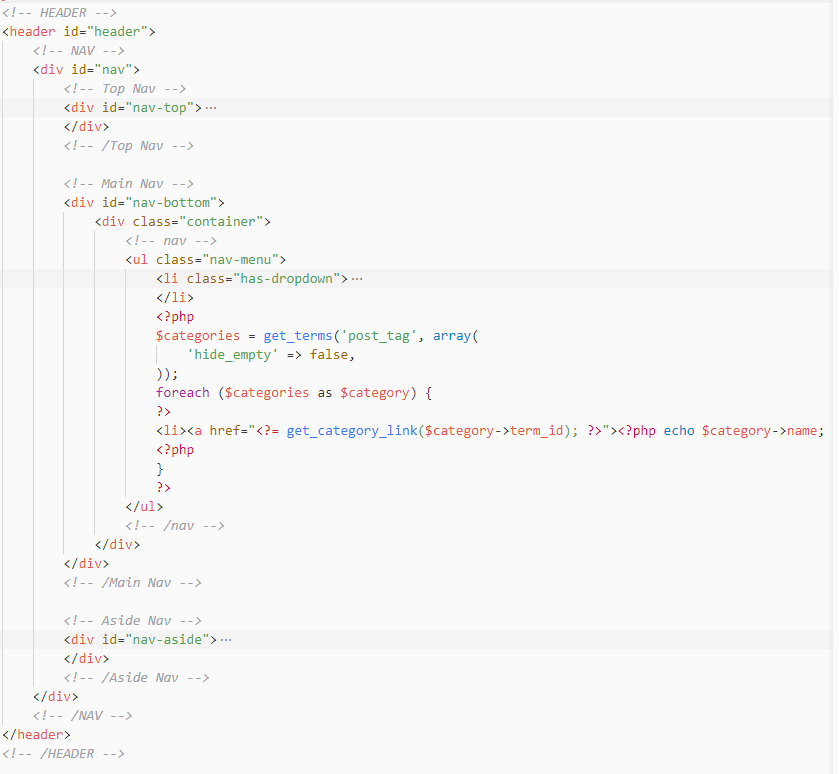 <!-- HEADER -->
<header id="header">
    <!-- NAV -->
    <div id="nav">
        <!-- Top Nav -->
        <div id="nav-top">···
        </div>
        <!-- /Top Nav -->

        <!-- Main Nav -->
        <div id="nav-bottom">
            <div class="container">
                <!-- nav -->
                <ul class="nav-menu">
                    <li class="has-dropdown">···
                    </li>
                    <?php
                    $categories = get_terms('post_tag', array(
                        'hide_empty' => false,
                    ));
                    foreach ($categories as $category) {
                    ?>
                    <li><a href="<?= get_category_link($category->term_id); ?>"><?php echo $category->name;
                    <?php
                    }
                    ?>
                </ul>
                <!-- /nav -->
            </div>
        </div>
        <!-- /Main Nav -->

        <!-- Aside Nav -->
        <div id="nav-aside">···
        </div>
        <!-- /Aside Nav -->
    </div>
    <!-- /NAV -->
</header>
<!-- /HEADER -->